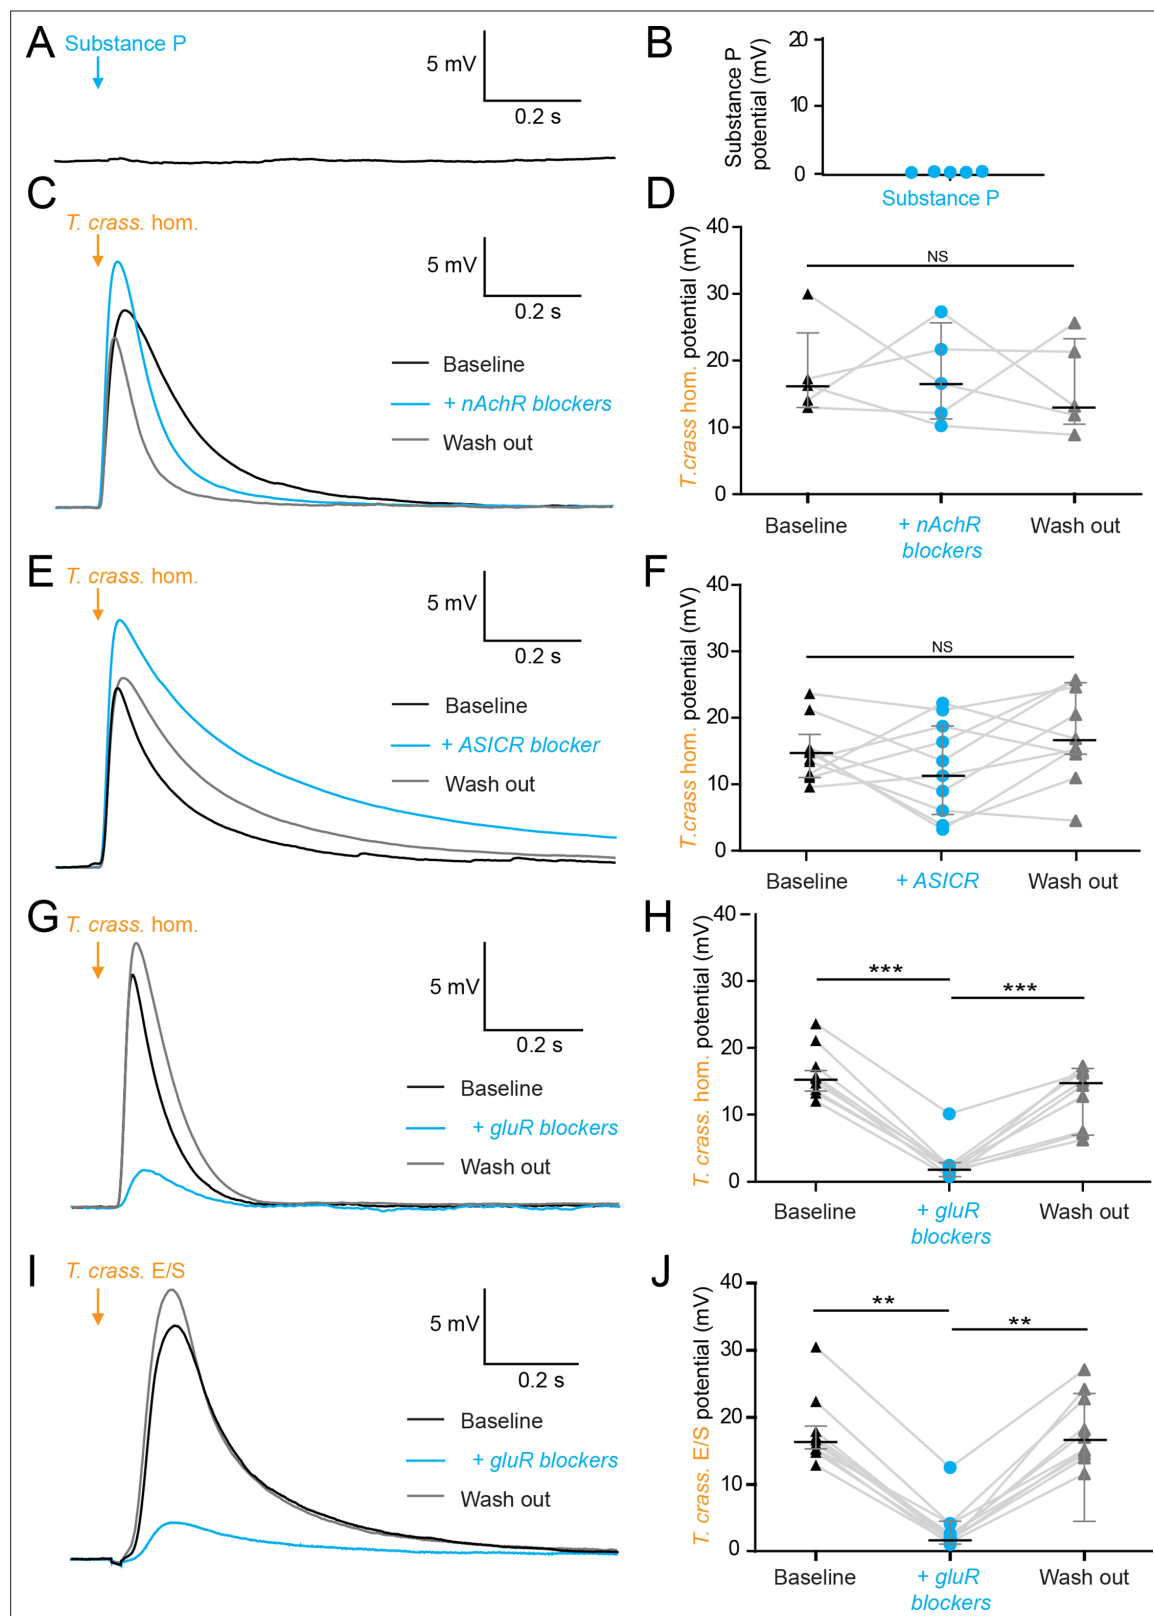 A
Substance P
5 mV
0.2 s
B
Substance P
potential (mV)
20
10
0
Substance P
C
T. crass. hom.
5 mV
0.2 s
Baseline
+ nAchR blockers
Wash out
D
T.crass hom. potential (mV)
40
30
20
10
0
NS
Baseline
+ nAchR
blockers
Wash out
E
T. crass. hom.
5 mV
0.2 s
Baseline
+ ASICR blocker
Wash out
F
T.crass hom. potential (mV)
40
30
20
10
0
NS
Baseline
+ ASICR
Wash out
G
T. crass. hom.
5 mV
0.2 s
Baseline
+ gluR blockers
Wash out
H
T. crass. hom. potential (mV)
40
30
20
10
0
***
***
Baseline
+ gluR
blockers
Wash out
I
T. crass. E/S
5 mV
0.2 s
Baseline
+ gluR blockers
Wash out
J
T. crass. E/S potential (mV)
40
30
20
10
0
**
**
Baseline
+ gluR
blockers
Wash out